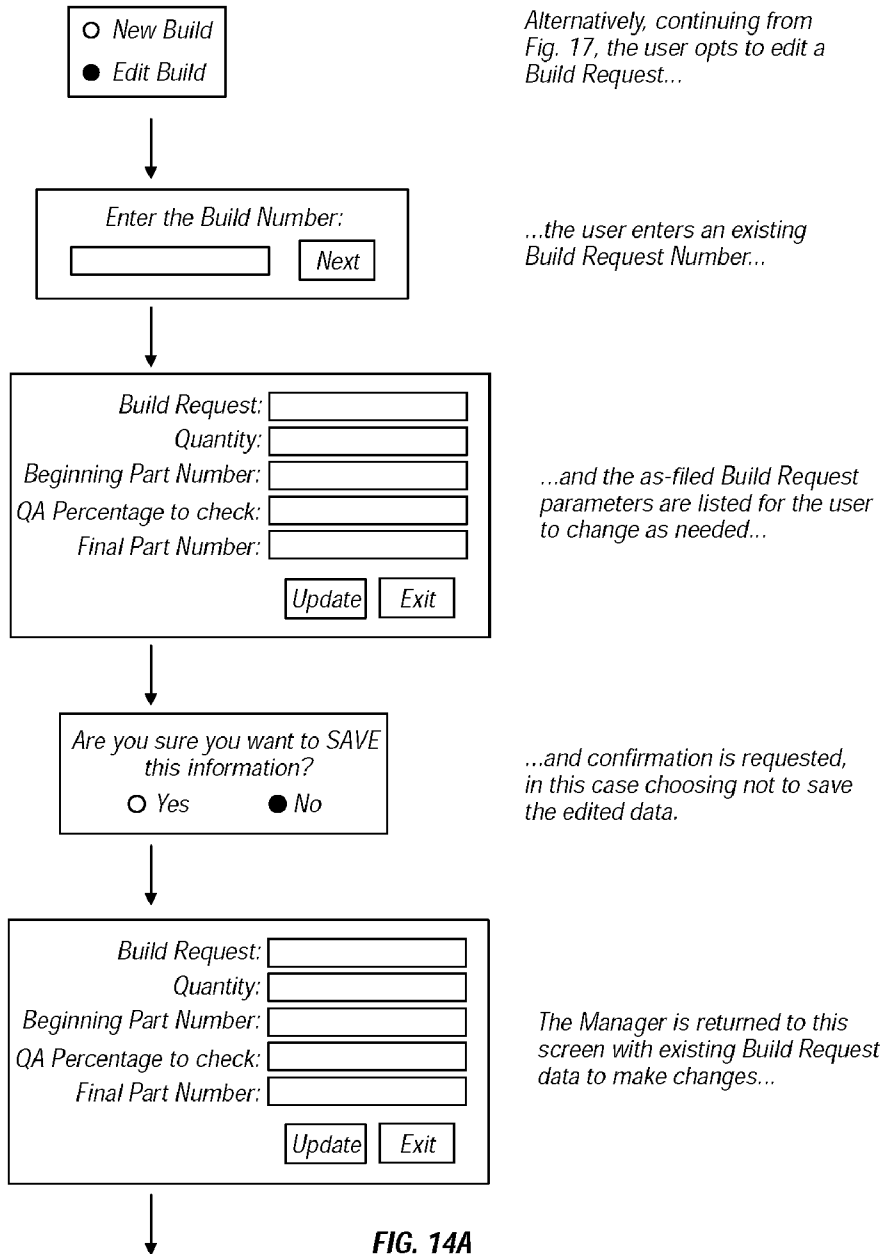 New Build
Edit Build
Alternatively, continuing from
Fig. 17, the user opts to edit a
Build Request...
Enter the Build Number:
Next
...the user enters an existing
Build Request Number...
Build Request:
Quantity:
Beginning Part Number:
QA Percentage to check:
Final Part Number:
Update Exit
...and the as-filed Build Request
parameters are listed for the user
to change as needed...
Are you sure you want to SAVE
this information?
Yes No
...and confirmation is requested,
in this case choosing not to save
the edited data.
Build Request:
Quantity:
Beginning Part Number:
QA Percentage to check:
Final Part Number:
Update Exit
The Manager is returned to this
screen with existing Build Request
data to make changes...
FIG. 14A